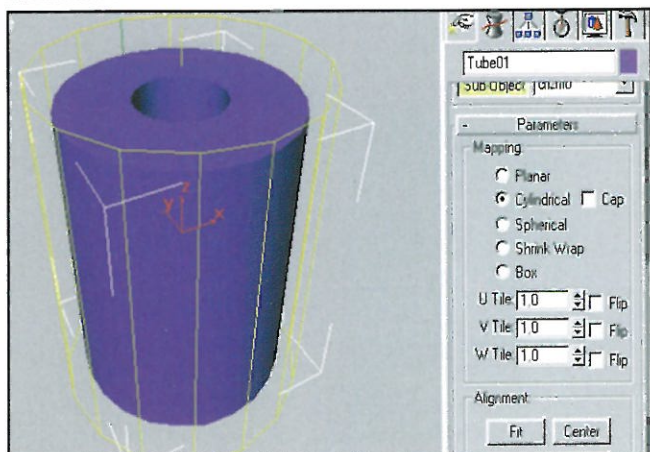 Tube01
Sub Object Gizmo
- Parameters
Mapping
Planar
Cylindrical Cap
Spherical
Shrink Wrap
Box
U Tile: 1.0 Flip
V Tile: 1.0 Flip
W Tile: 1.0 Flip
Alignment:
Fit Center
z
y
x